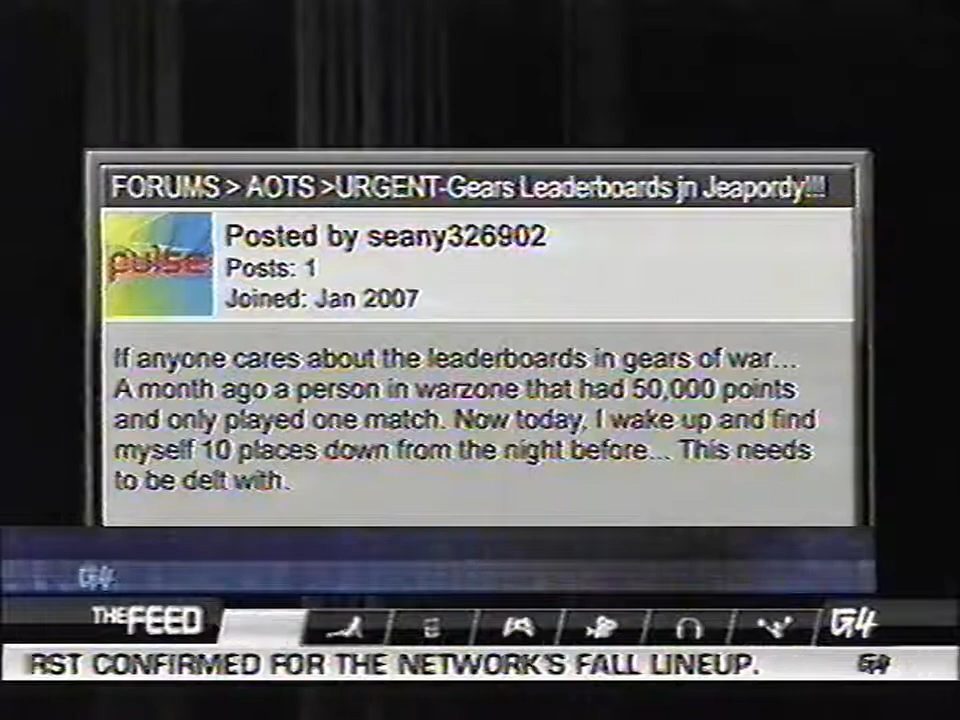 FORUMS > AOTS >URGENT-Gears Leaderboards jn Jeapordy!!!
pulse
Posted by seany326902
Posts: 1
Joined: Jan 2007
If anyone cares about the leaderboards in gears of war...
A month ago a person in warzone that had 50,000 points
and only played one match. Now today, I wake up and find
myself 10 places down from the night before... This needs
to be delt with.
G4
THE FEED
G4
RST CONFIRMED FOR THE NETWORK'S FALL LINEUP.
G4